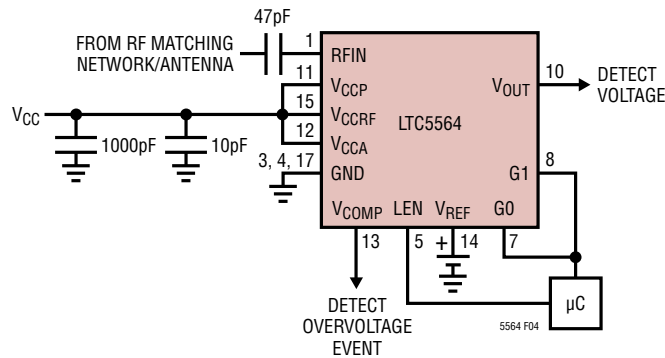 47pF
FROM RF MATCHING
NETWORK/ANTENNA
1
RFIN
11
VCCP
15
VCCRF
12
VCCA
3, 4, 17
GND
VCC
1000pF
10pF
LTC5564
VOUT
10
DETECT
VOLTAGE
G1
8
VCOMP
LEN
VREF
G0
13
5
+
14
7
DETECT
OVERVOLTAGE
EVENT
µC
5564 F04